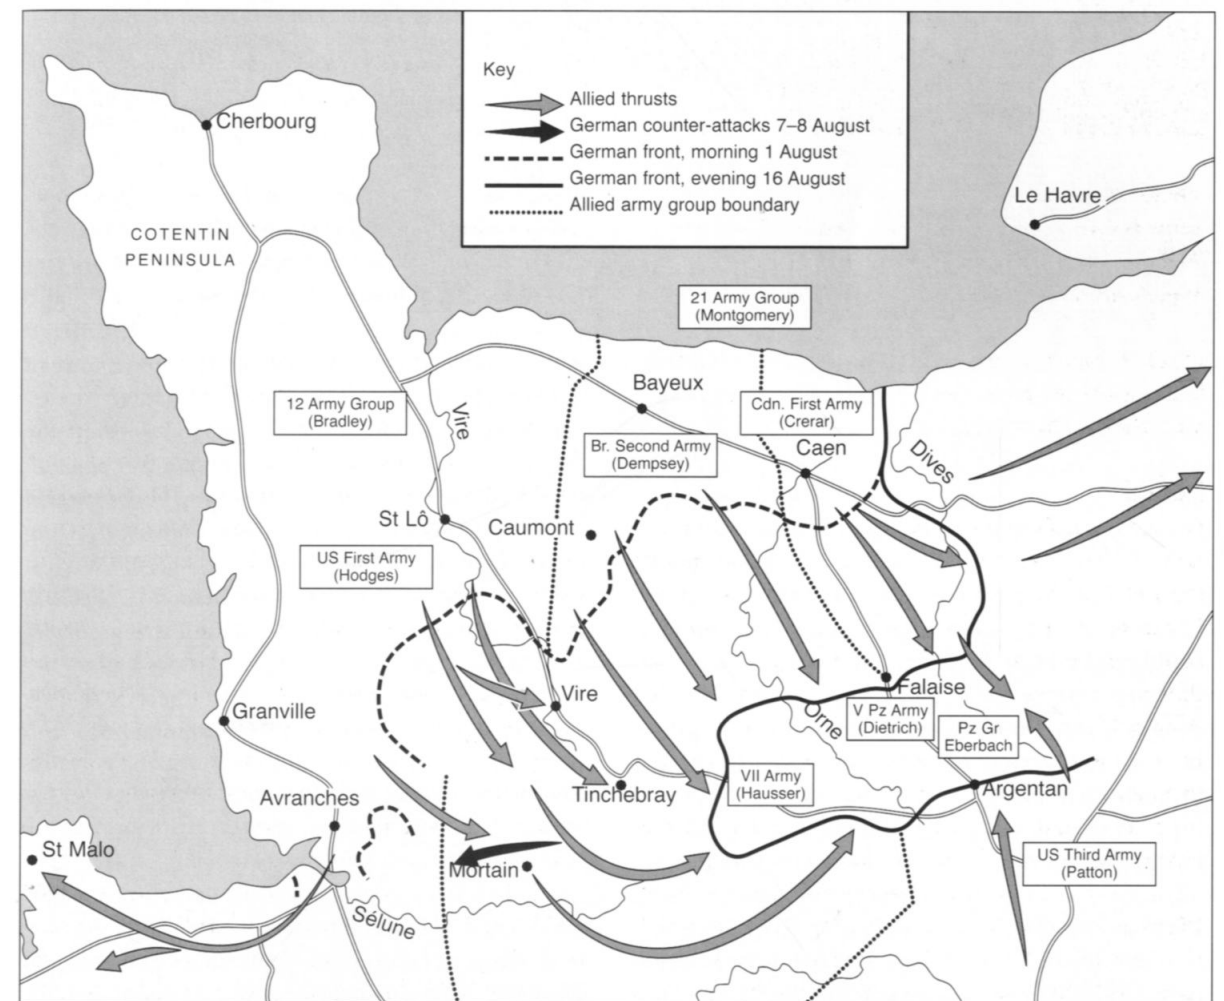 Key
Allied thrusts
German counter-attacks 7–8 August
German front, morning 1 August
German front, evening 16 August
Allied army group boundary
Cherbourg
COTENTIN
PENINSULA
Le Havre
21 Army Group
(Montgomery)
12 Army Group
(Bradley)
Vire
Bayeux
Br. Second Army
(Dempsey)
Cdn. First Army
(Crerar)
Caen
Dives
St Lô
Caumont
US First Army
(Hodges)
Granville
Vire
Falaise
Orne
V Pz Army
(Dietrich)
Pz Gr
Eberbach
VII Army
(Hausser)
Tinchebray
Argentan
Avranches
St Malo
Mortain
Sélune
US Third Army
(Patton)